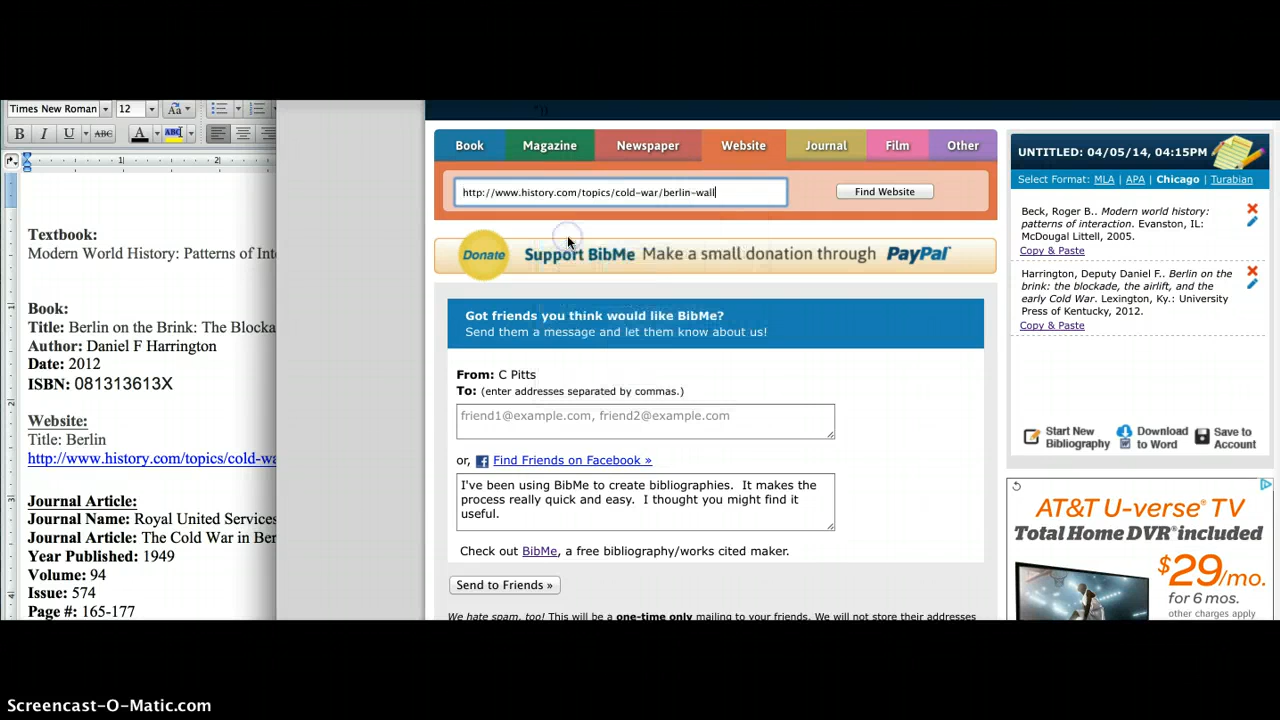 Times New Roman 12 Aa
B I U ABC A ABC
1 2
Textbook:
Modern World History: Patterns of Int
Book:
Title: Berlin on the Brink: The Blocka
Author: Daniel F Harrington
Date: 2012
ISBN: 081313613X
Website:
Title: Berlin
http://www.history.com/topics/cold-wa
Journal Article:
Journal Name: Royal United Services
Journal Article: The Cold War in Ber
Year Published: 1949
Volume: 94
Issue: 574
Page #: 165-177
Book Magazine Newspaper Website Journal Film Other
http://www.history.com/topics/cold-war/berlin-wall
Find Website
Donate Support BibMe Make a small donation through PayPal
Got friends you think would like BibMe?
Send them a message and let them know about us!
From: C Pitts
To: (enter addresses separated by commas.)
friend1@example.com, friend2@example.com
or, Find Friends on Facebook »
I've been using BibMe to create bibliographies. It makes the
process really quick and easy. I thought you might find it
useful.
Check out BibMe, a free bibliography/works cited maker.
Send to Friends »
We hate spam, too! This will be a one-time only mailing to your friends. We will not store their addresses
UNTITLED: 04/05/14, 04:15PM
Select Format: MLA | APA | Chicago | Turabian
Beck, Roger B.. Modern world history:
patterns of interaction. Evanston, IL:
McDougal Littell, 2005.
Copy & Paste
Harrington, Deputy Daniel F.. Berlin on the
brink: the blockade, the airlift, and the
early Cold War. Lexington, Ky.: University
Press of Kentucky, 2012.
Copy & Paste
Start New
Bibliography
Download
to Word
Save to
Account
AT&T U-verse® TV
Total Home DVR® included
$29/mo.
for 6 mos.
other charges apply
Screencast-O-Matic.com